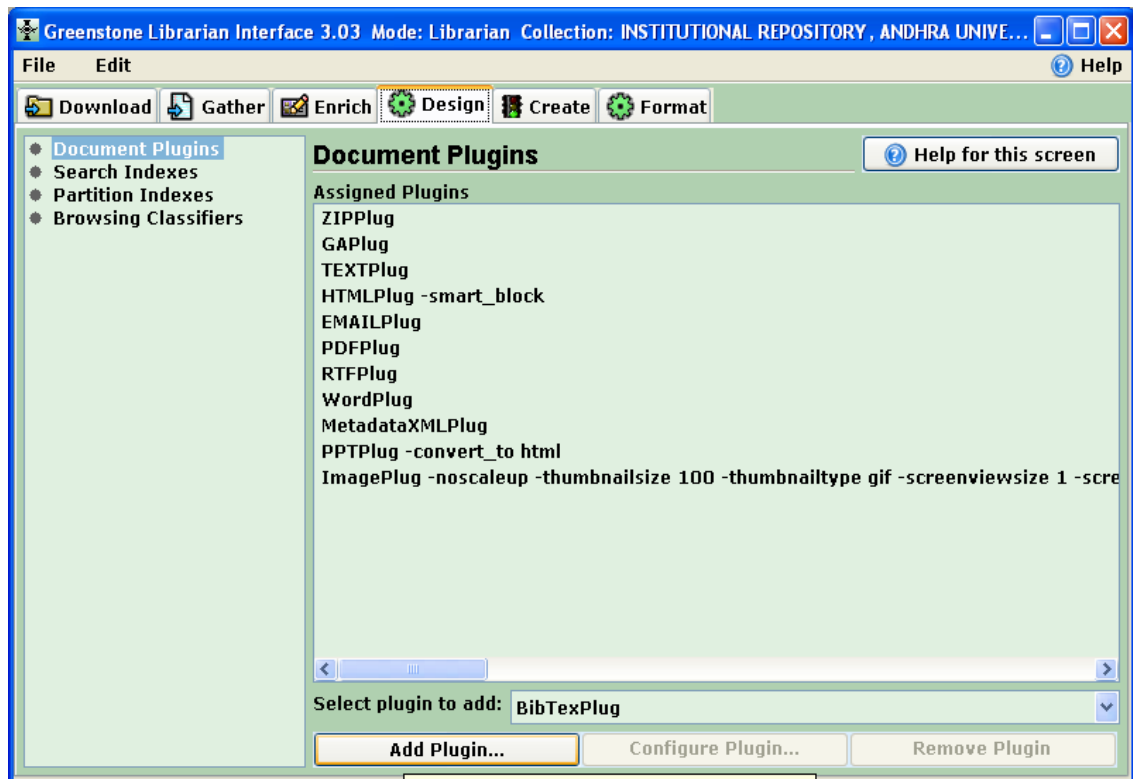 Greenstone Librarian Interface 3.03 Mode: Librarian Collection: INSTITUTIONAL REPOSITORY , ANDHRA UNIVE...
File Edit Help
Download Gather Enrich Design Create Format
Document Plugins
Search Indexes
Partition Indexes
Browsing Classifiers
Document Plugins Help for this screen
Assigned Plugins
ZIPPlug
GAPlug
TEXTPlug
HTMLPlug -smart_block
EMAILPlug
PDFPlug
RTFPlug
WordPlug
MetadataXMLPlug
PPTPlug -convert_to html
ImagePlug -noscaleup -thumbnailsize 100 -thumbnailtype gif -screenviewsize 1 -scre
Select plugin to add: BibTexPlug
Add Plugin... Configure Plugin... Remove Plugin